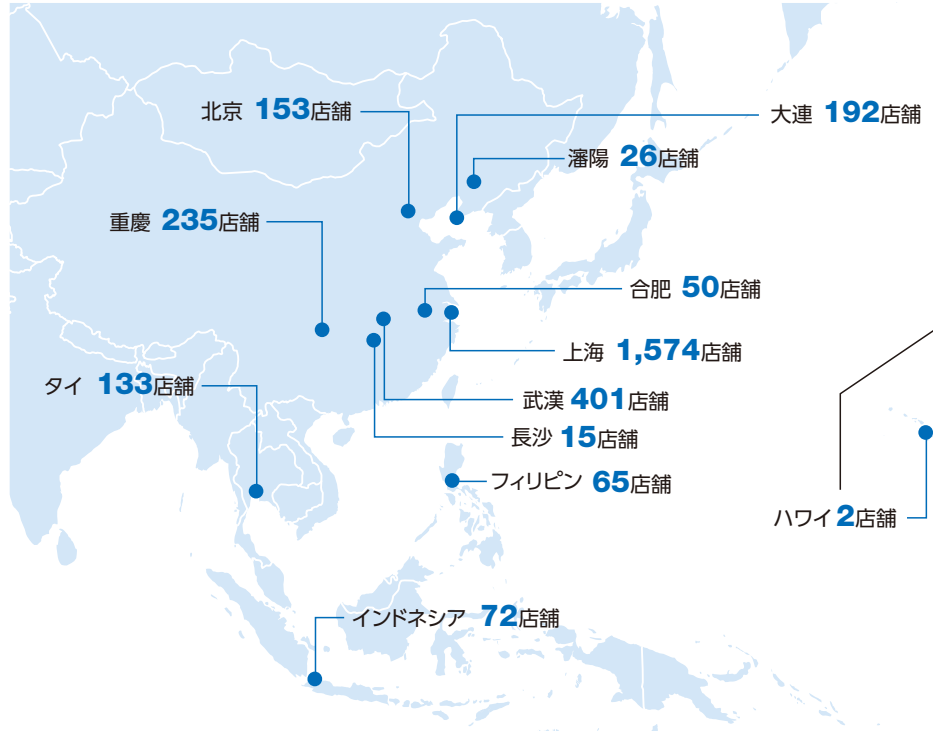 北京 153店舗
大連 192店舗
瀋陽 26店舗
重慶 235店舗
合肥 50店舗
上海 1,574店舗
タイ 133店舗
武漢 401店舗
長沙 15店舗
フィリピン 65店舗
ハワイ 2店舗
インドネシア 72店舗